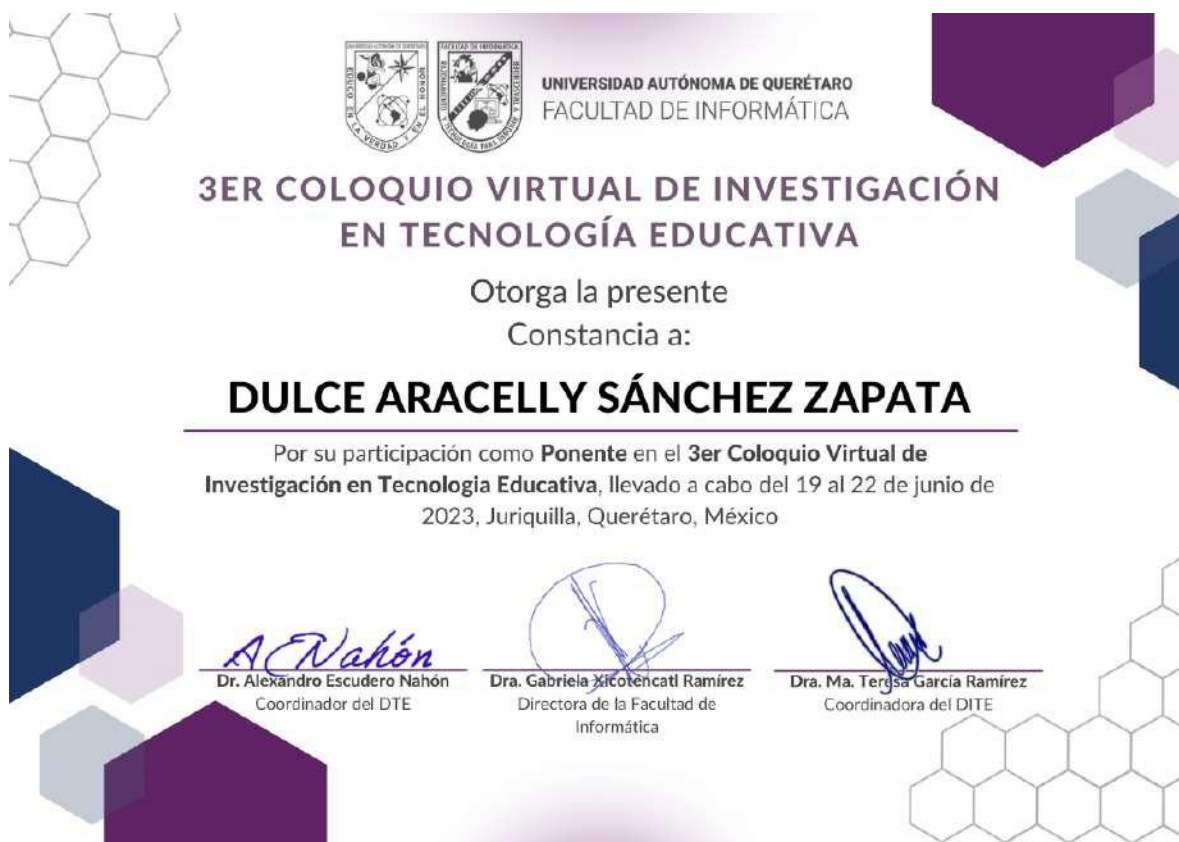 UNIVERSIDAD AUTÓNOMA DE QUERÉTARO
FACULTAD DE INFORMÁTICA
3ER COLOQUIO VIRTUAL DE INVESTIGACIÓN
EN TECNOLOGÍA EDUCATIVA
Otorga la presente
Constancia a:
DULCE ARACELLY SÁNCHEZ ZAPATA
Por su participación como Ponente en el 3er Coloquio Virtual de
Investigación en Tecnologia Educativa, llevado a cabo del 19 al 22 de junio de
2023, Juriquilla, Querétaro, México
A E Nahón
Dr. Alexandro Escudero Nahón
Coordinador del DTE
Dra. Gabriela Xicoténcatl Ramírez
Directora de la Facultad de
Informática
Dra. Ma. Teresa García Ramírez
Coordinadora del DITE